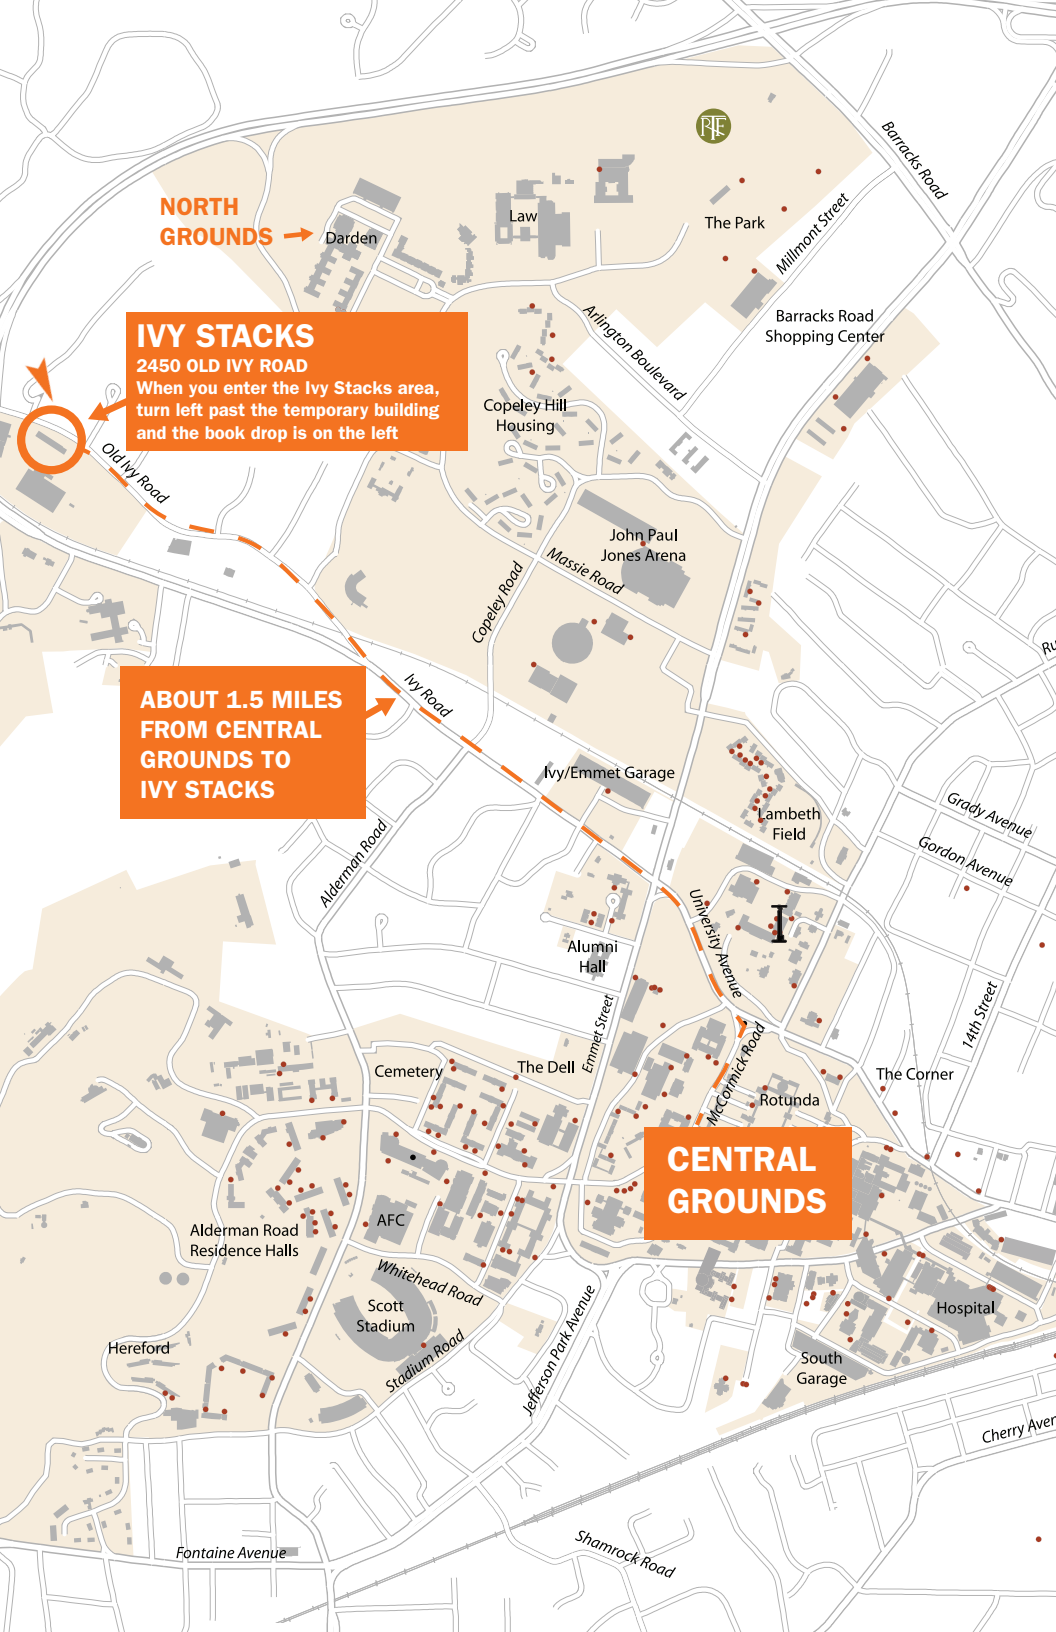 RTF
Barracks Road
NORTH
GROUNDS
Darden
Law
The Park
Millmont Street
Barracks Road
Shopping Center
Arlington Boulevard
IVY STACKS
2450 OLD IVY ROAD
When you enter the Ivy Stacks area,
turn left past the temporary building
and the book drop is on the left
Copeley Hill
Housing
Old Ivy Road
John Paul
Jones Arena
Massie Road
Copeley Road
Ru
ABOUT 1.5 MILES
FROM CENTRAL
GROUNDS TO
IVY STACKS
Ivy Road
Ivy/Emmet Garage
Lambeth
Field
Grady Avenue
Gordon Avenue
Alderman Road
University Avenue
Alumni
Hall
Emmet Street
14th Street
Cemetery
The Dell
McCormick Road
The Corner
Rotunda
CENTRAL
GROUNDS
AFC
Alderman Road
Residence Halls
Whitehead Road
Scott
Stadium
Stadium Road
Jefferson Park Avenue
Hospital
Hereford
South
Garage
Cherry Aven
Fontaine Avenue
Shamrock Road